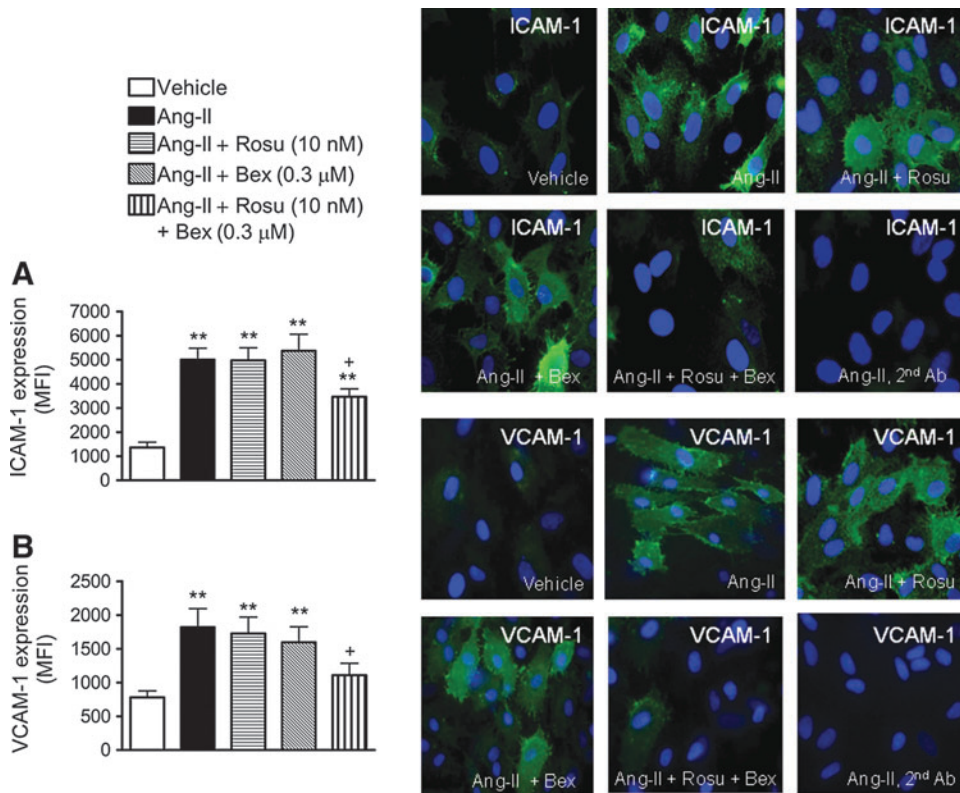 Vehicle
Ang-II
Ang-II + Rosu (10 nM)
Ang-II + Bex (0.3 μM)
Ang-II + Rosu (10 nM)
+ Bex (0.3 μM)
A
ICAM-1 expression
(MFI)
7000
6000
5000
4000
3000
2000
1000
0
**
**
**
+
**
B
VCAM-1 expression
(MFI)
2500
2000
1500
1000
500
0
**
**
**
+
ICAM-1
Vehicle
ICAM-1
Ang-II
ICAM-1
Ang-II + Rosu
ICAM-1
Ang-II + Bex
ICAM-1
Ang-II + Rosu + Bex
ICAM-1
Ang-II, 2nd Ab
VCAM-1
Vehicle
VCAM-1
Ang-II
VCAM-1
Ang-II + Rosu
VCAM-1
Ang-II + Bex
VCAM-1
Ang-II + Rosu + Bex
VCAM-1
Ang-II, 2nd Ab